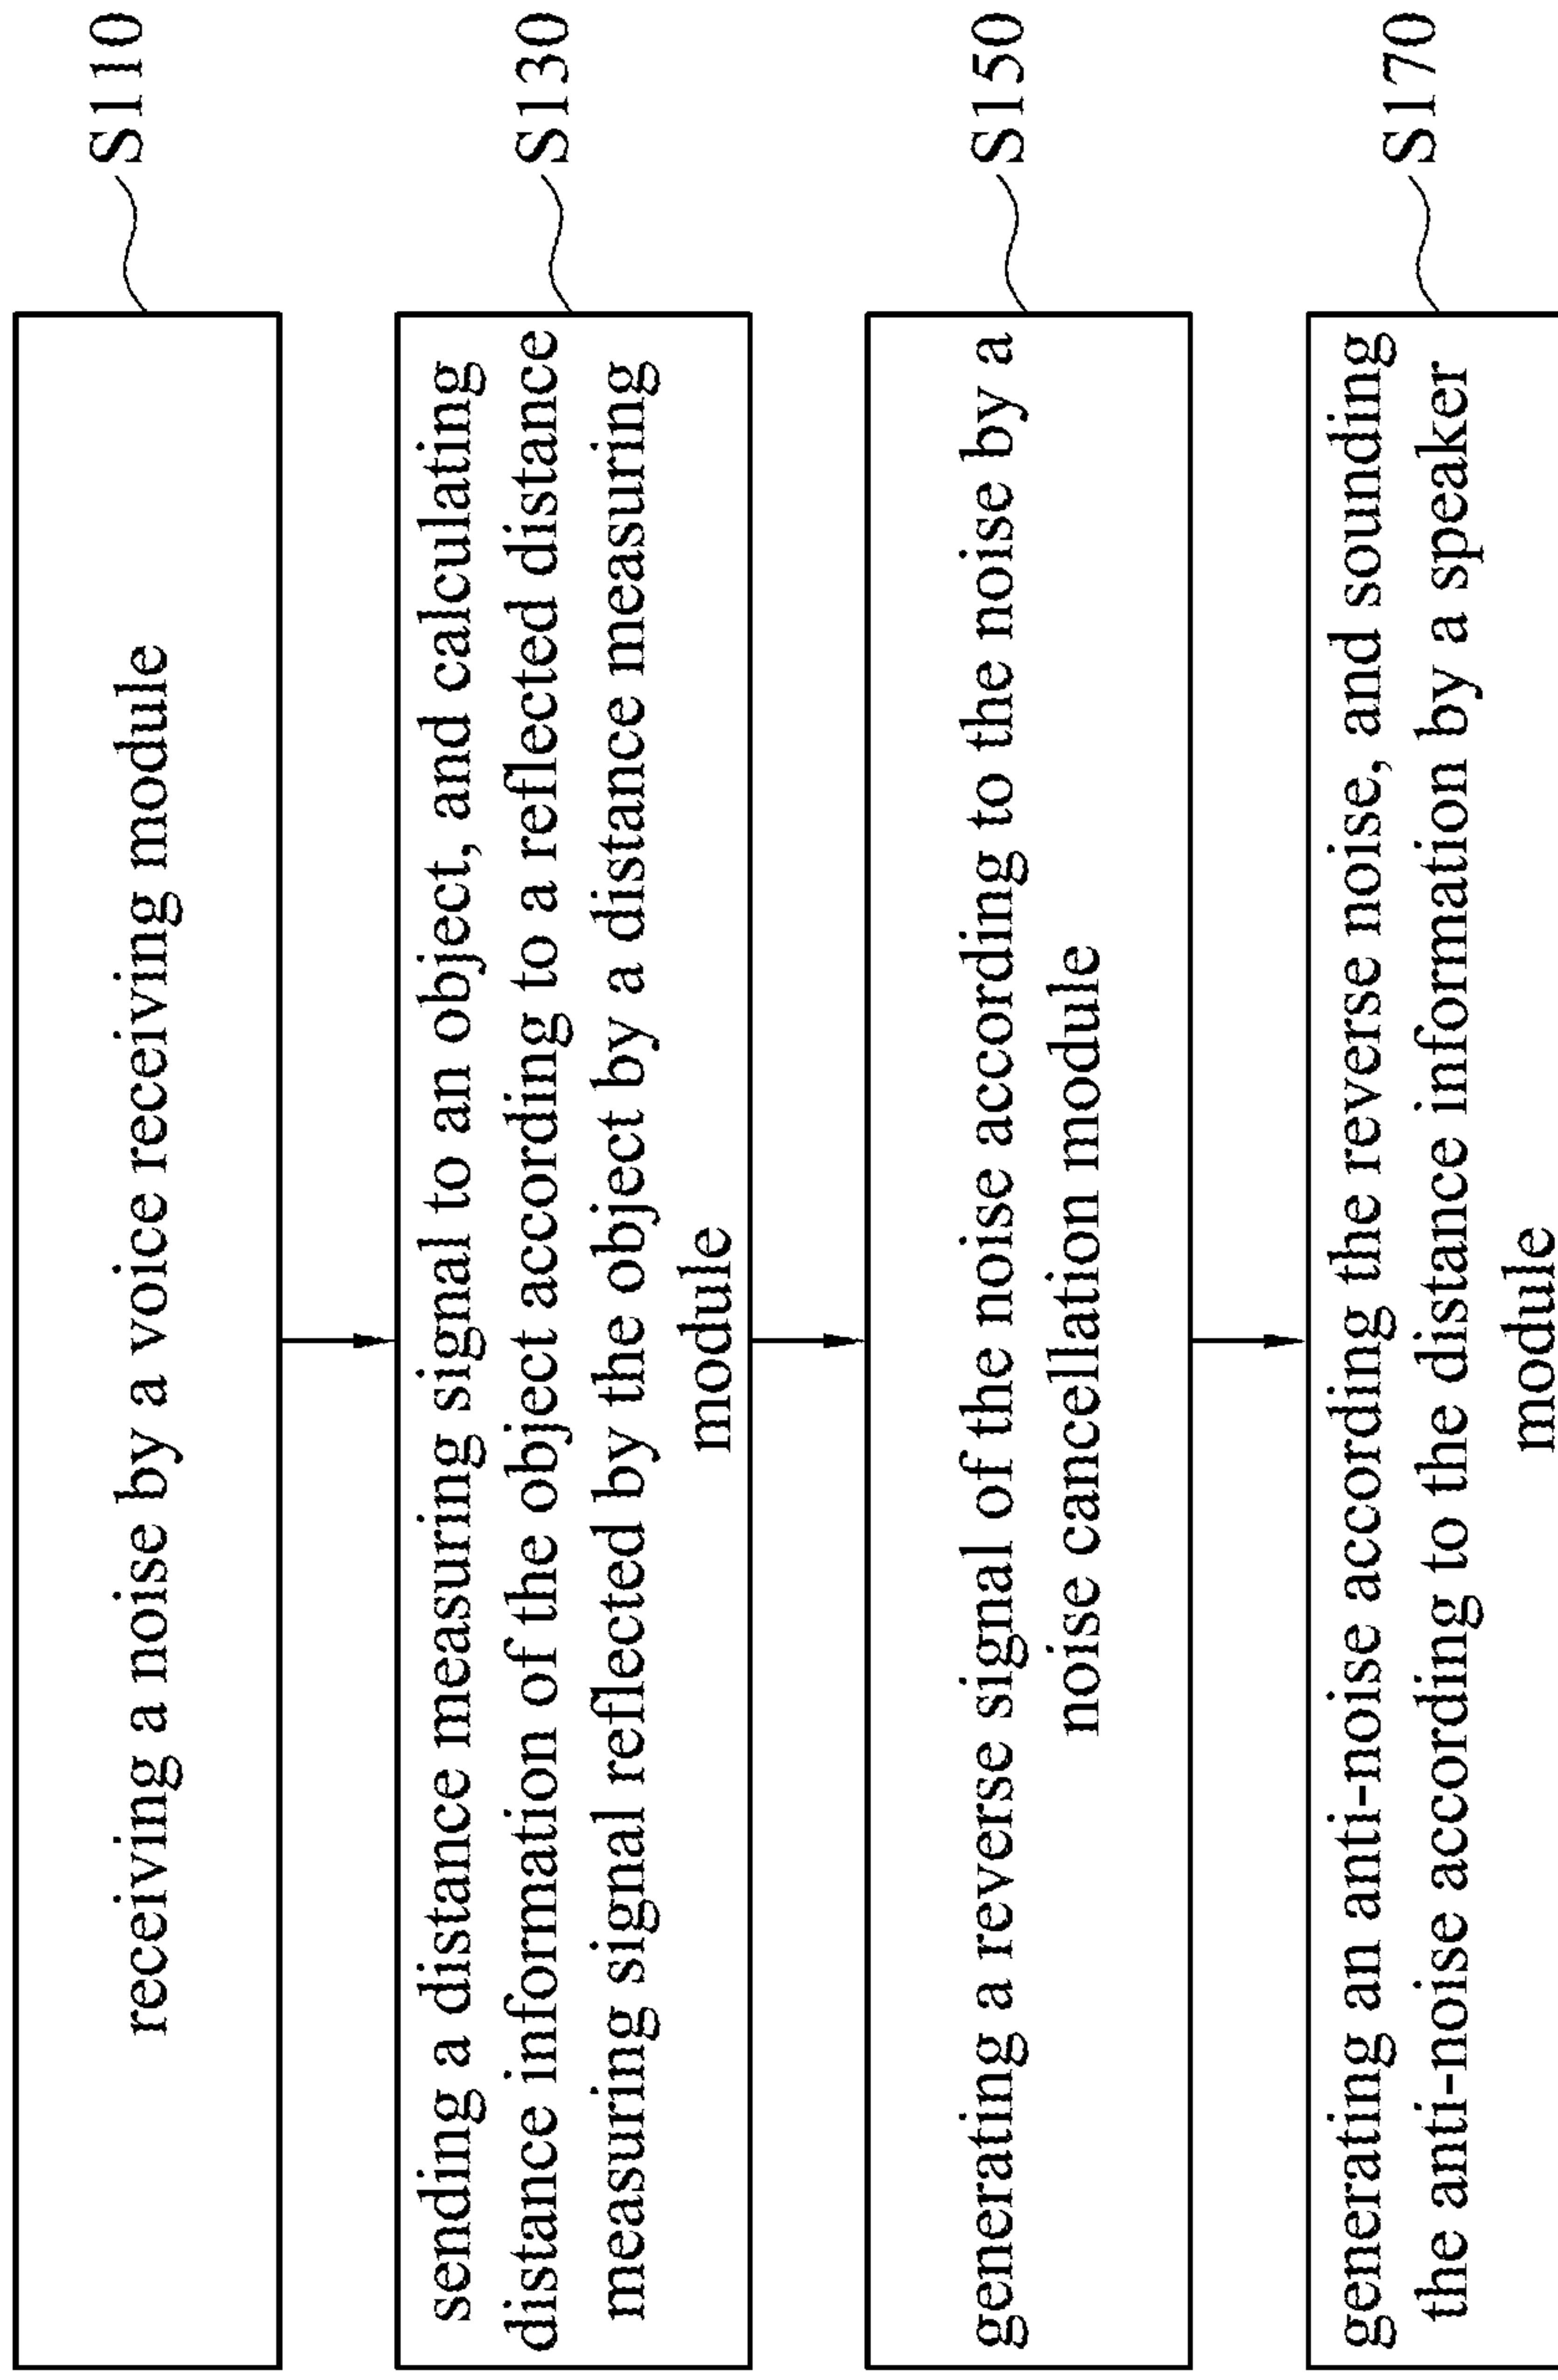 receiving a noise by a voice receiving module
S110
sending a distance measuring signal to an object, and calculating
distance information of the object according to a reflected distance
measuring signal reflected by the object by a distance measuring
module
S130
generating a reverse signal of the noise according to the noise by a
noise cancellation module
S150
generating an anti-noise according the reverse noise, and sounding
the anti-noise according to the distance information by a speaker
module
S170